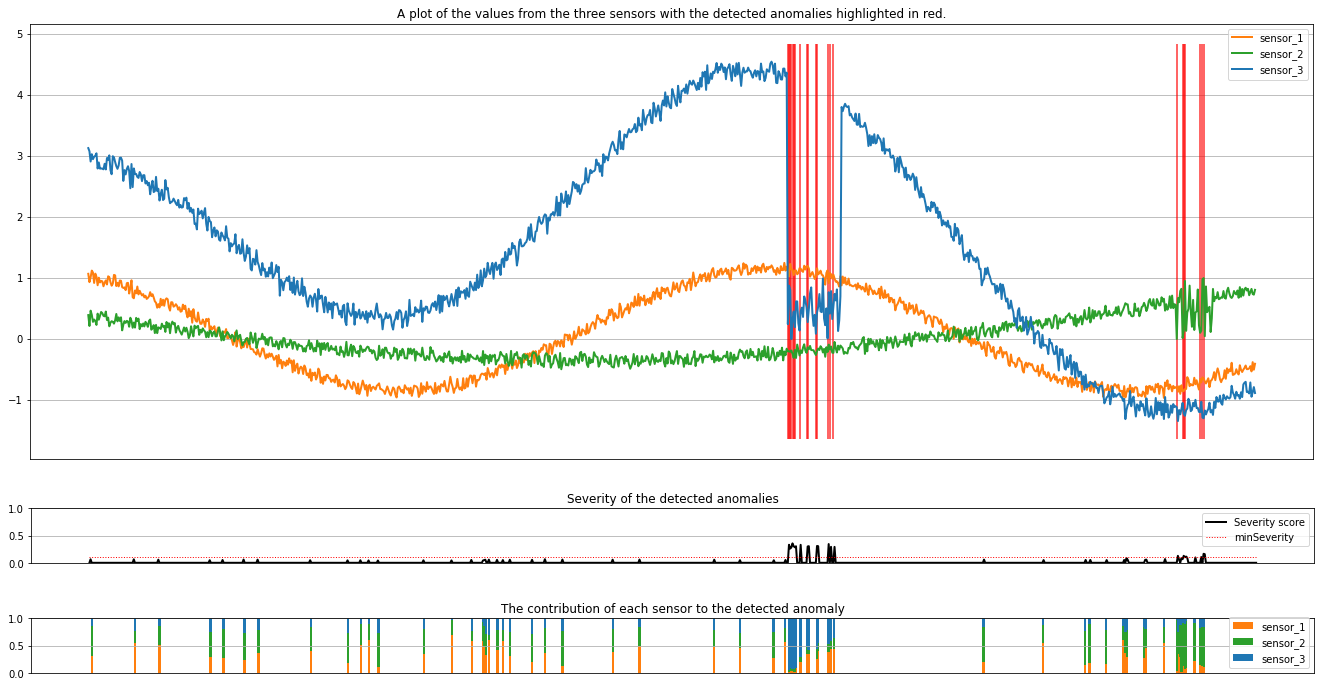 A plot of the values from the three sensors with the detected anomalies highlighted in red.
5
4
3
2
1
0
−1
sensor_1
sensor_2
sensor_3
Severity of the detected anomalies
1.0
0.5
0.0
Severity score
minSeverity
The contribution of each sensor to the detected anomaly
1.0
0.5
0.0
sensor_1
sensor_2
sensor_3